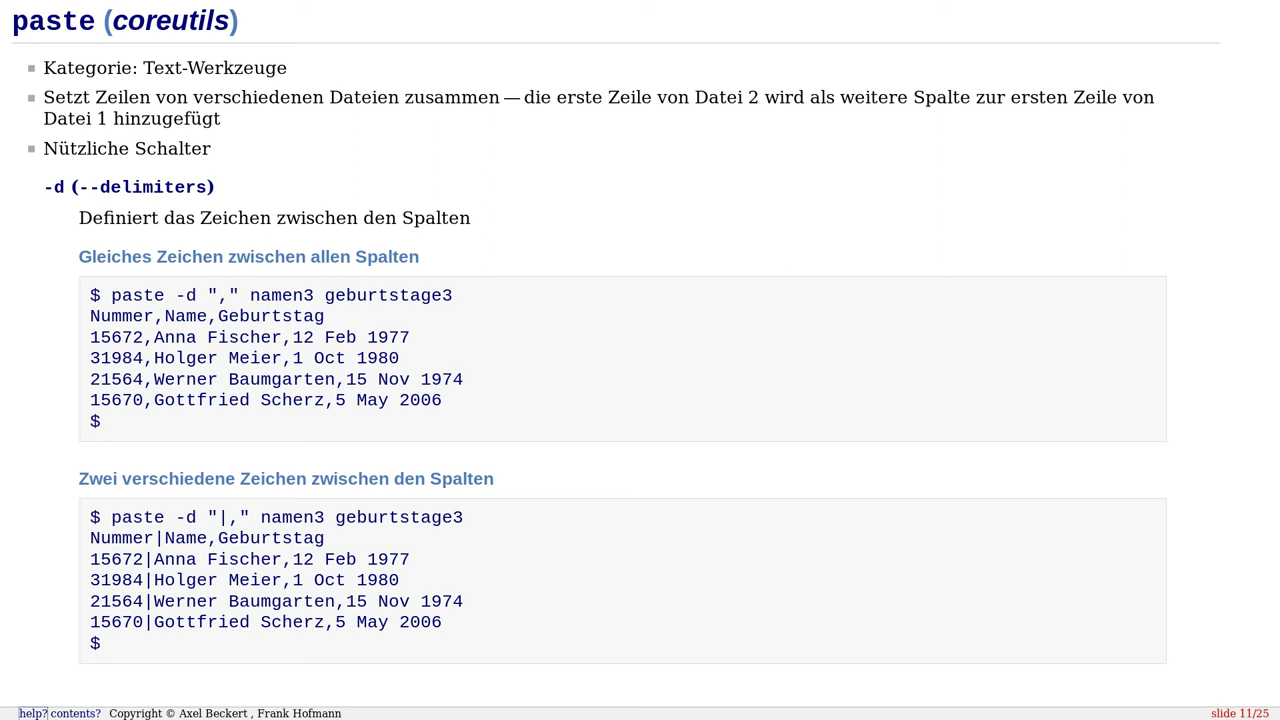 paste (coreutils)
Kategorie: Text-Werkzeuge
Setzt Zeilen von verschiedenen Dateien zusammen — die erste Zeile von Datei 2 wird als weitere Spalte zur ersten Zeile von
Datei 1 hinzugefügt
Nützliche Schalter
-d (--delimiters)
Definiert das Zeichen zwischen den Spalten
Gleiches Zeichen zwischen allen Spalten
$ paste -d "," namen3 geburtstage3
Nummer,Name,Geburtstag
15672,Anna Fischer,12 Feb 1977
31984,Holger Meier,1 Oct 1980
21564,Werner Baumgarten,15 Nov 1974
15670,Gottfried Scherz,5 May 2006
$
Zwei verschiedene Zeichen zwischen den Spalten
$ paste -d "|," namen3 geburtstage3
Nummer|Name,Geburtstag
15672|Anna Fischer,12 Feb 1977
31984|Holger Meier,1 Oct 1980
21564|Werner Baumgarten,15 Nov 1974
15670|Gottfried Scherz,5 May 2006
$
help? contents? Copyright © Axel Beckert , Frank Hofmann slide 11/25